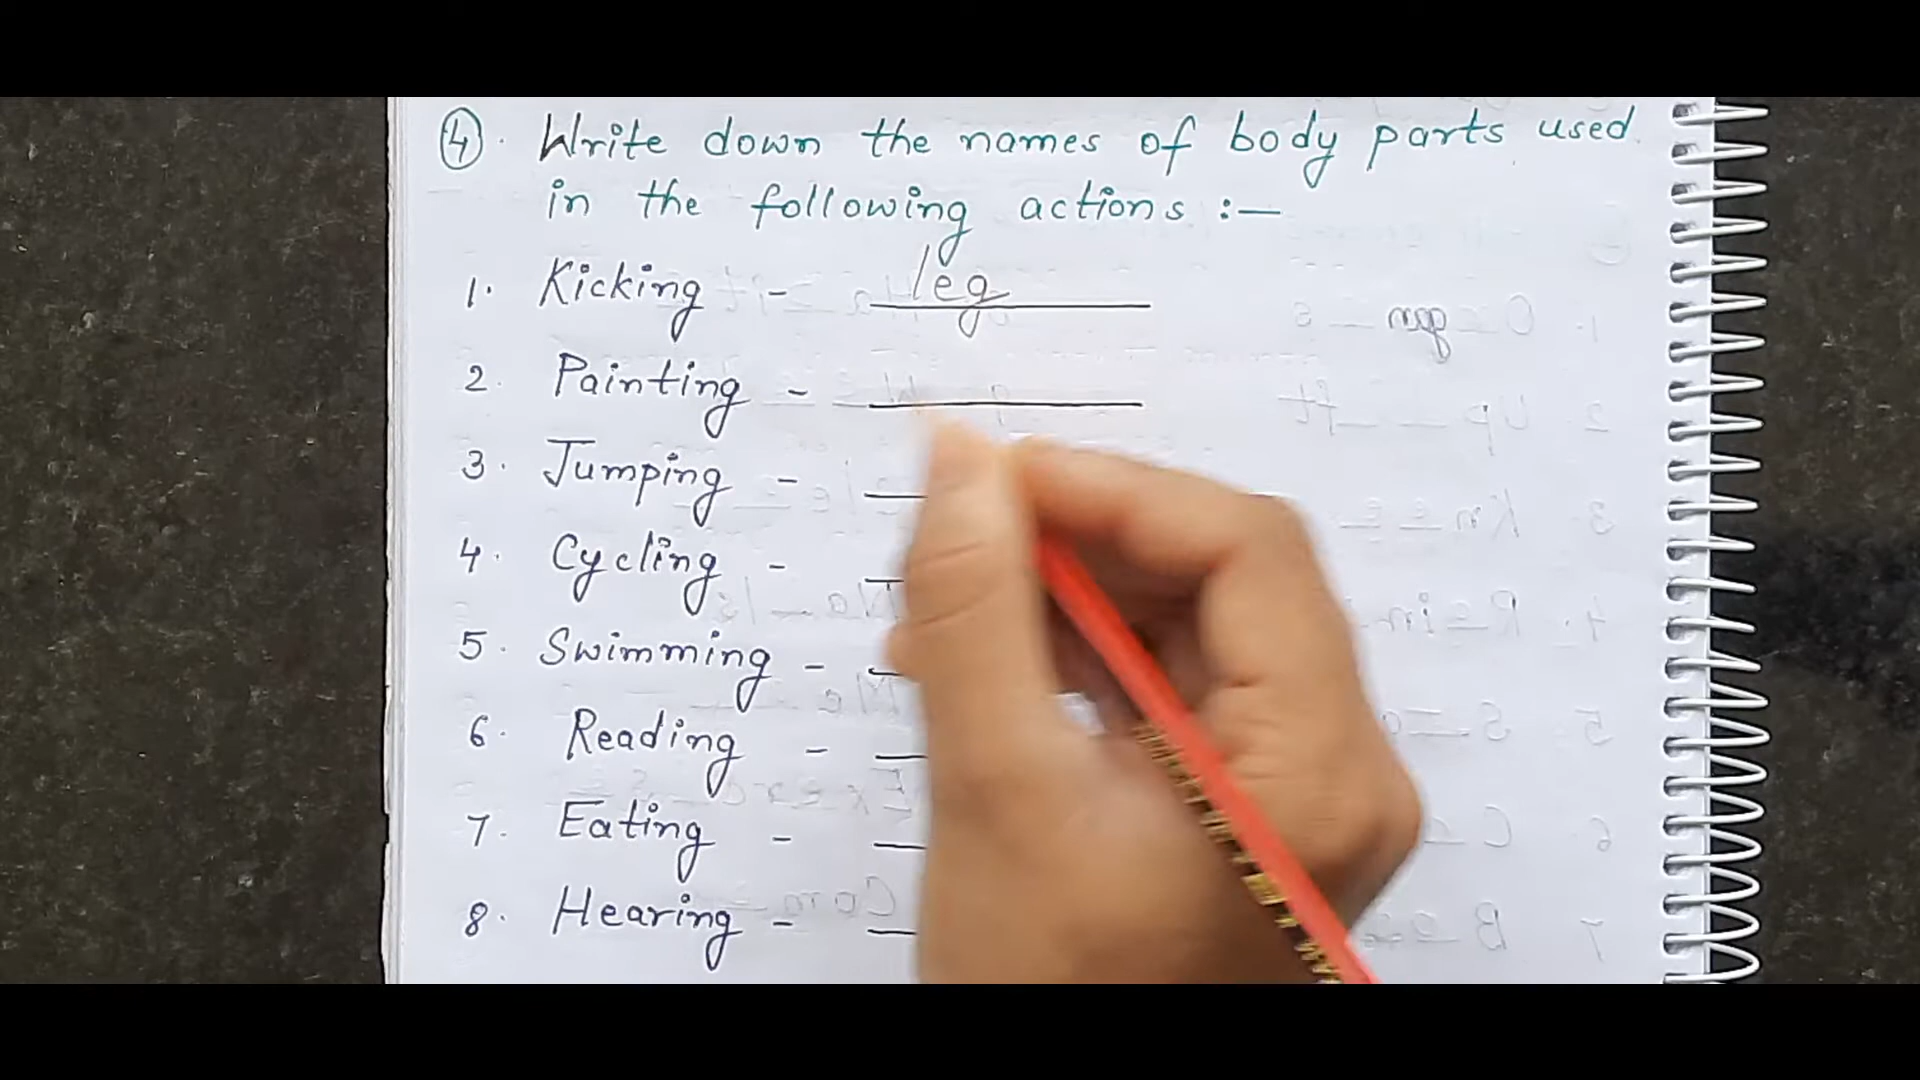 4. Write down the names of body parts used
in the following actions :—
1. Kicking - leg
2. Painting -
3. Jumping -
4. Cycling -
5. Swimming -
6. Reading -
7. Eating -
8. Hearing -